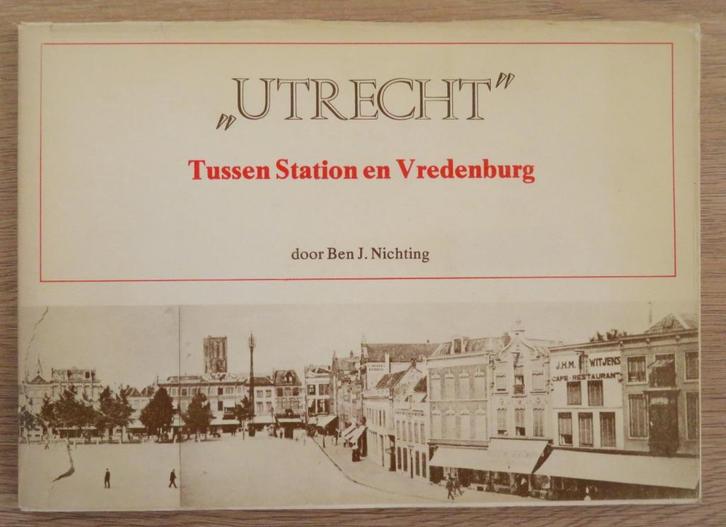 „UTRECHT”
Tussen Station en Vredenburg
door Ben J. Nichting
J.H.M. WITJENS
CAFE-RESTAURANT